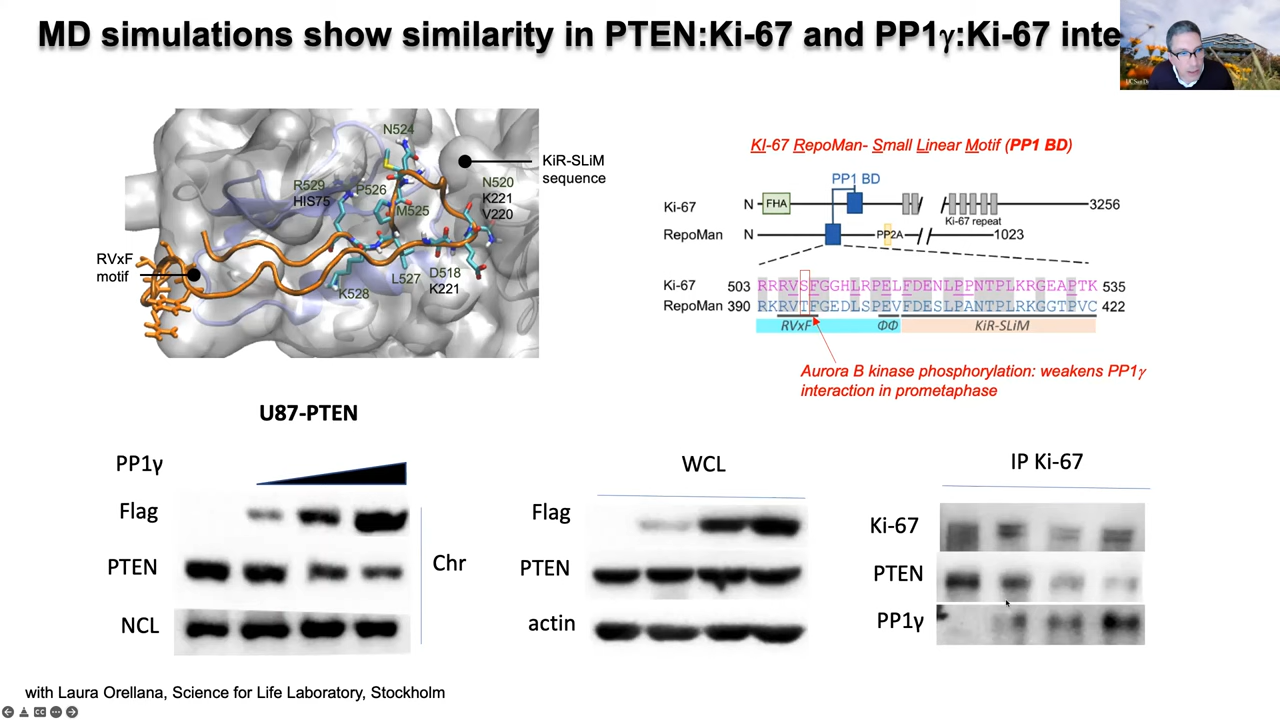 MD simulations show similarity in PTEN:Ki-67 and PP1γ:Ki-67 inte
UCSan D
N524
R529
HIS75
P526
M525
N520
K221
V220
KiR-SLiM
sequence
RVxF
motif
L527
D518
K221
K528
KI-67 RepoMan- Small Linear Motif (PP1 BD)
PP1 BD
Ki-67 N FHA 3256
Ki-67 repeat
RepoMan N PP2A 1023
Ki-67 503 RRRVSFGGHLRPELFDENLPPNTPLKRGEAPTK 535
RepoMan 390 RKRVTFGEDLSPEVFDESLPANTPLRKGGTPVC 422
RVxF ΦΦ KiR-SLiM
Aurora B kinase phosphorylation: weakens PP1γ
interaction in prometaphase
U87-PTEN
PP1γ
Flag
PTEN
NCL
Chr
WCL
Flag
PTEN
actin
IP Ki-67
Ki-67
PTEN
PP1γ
with Laura Orellana, Science for Life Laboratory, Stockholm
CC